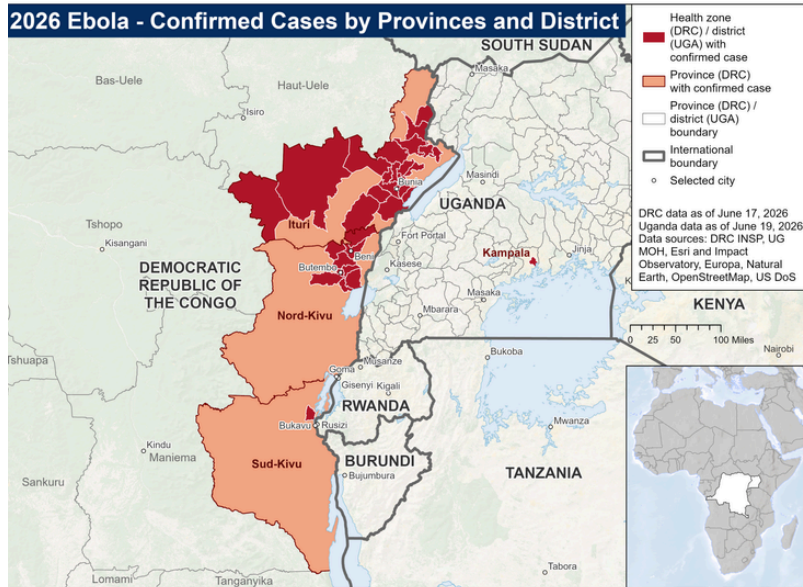 2026 Ebola - Confirmed Cases by Provinces and District
Health zone
(DRC) / district
(UGA) with
confirmed case
Province (DRC)
with confirmed case
Province (DRC) /
district (UGA)
boundary
International
boundary
Selected city
DRC data as of June 17, 2026
Uganda data as of June 19, 2026
Data sources: DRC INSP, UG
MOH, Esri and Impact
Observatory, Europa, Natural
Earth, OpenStreetMap, US DoS
0 25 50 100 Miles
SOUTH SUDAN
Masaka
Bas-Uele
Haut-Uele
Isiro
Masindi
Bunia
UGANDA
Tshopo
Ituri
Kisangani
Fort Portal
Kampala
Jinja
Beni
DEMOCRATIC
REPUBLIC OF
THE CONGO
Butembo
Kasese
Masaka
KENYA
Nord-Kivu
Mbarara
Nairobi
Tshuapa
Bukoba
Musanze
Goma
Gisenyi
Kigali
RWANDA
Bukavu
Rusizi
Mwanza
Kindu
Maniema
Sud-Kivu
BURUNDI
Bujumbura
TANZANIA
Sankuru
Lomami
Tanganyika
Tabora